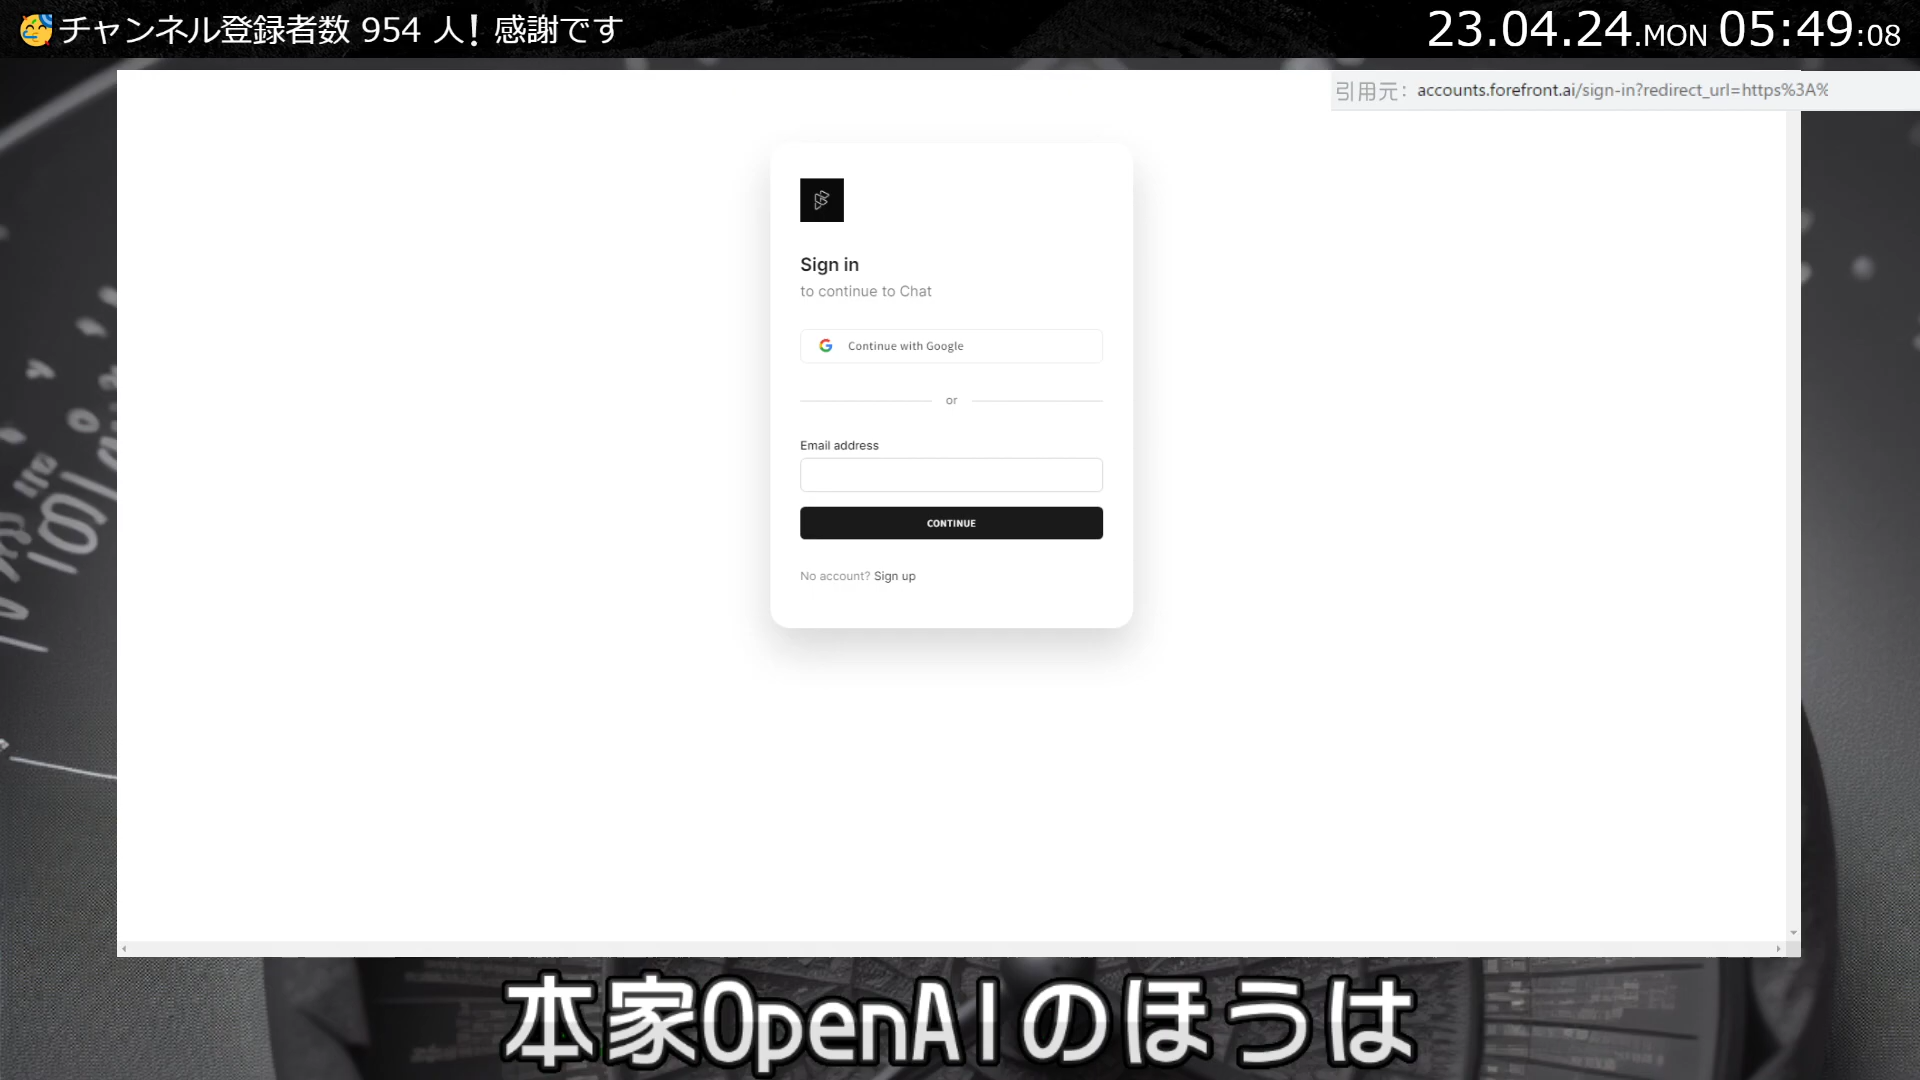 🥳チャンネル登録者数 954 人! 感謝です
23.04.24.MON 05:49:08
引用元: accounts.forefront.ai/sign-in?redirect_url=https%3A%
Sign in
to continue to Chat
Continue with Google
or
Email address
CONTINUE
No account? Sign up
本家OpenAIのほうは